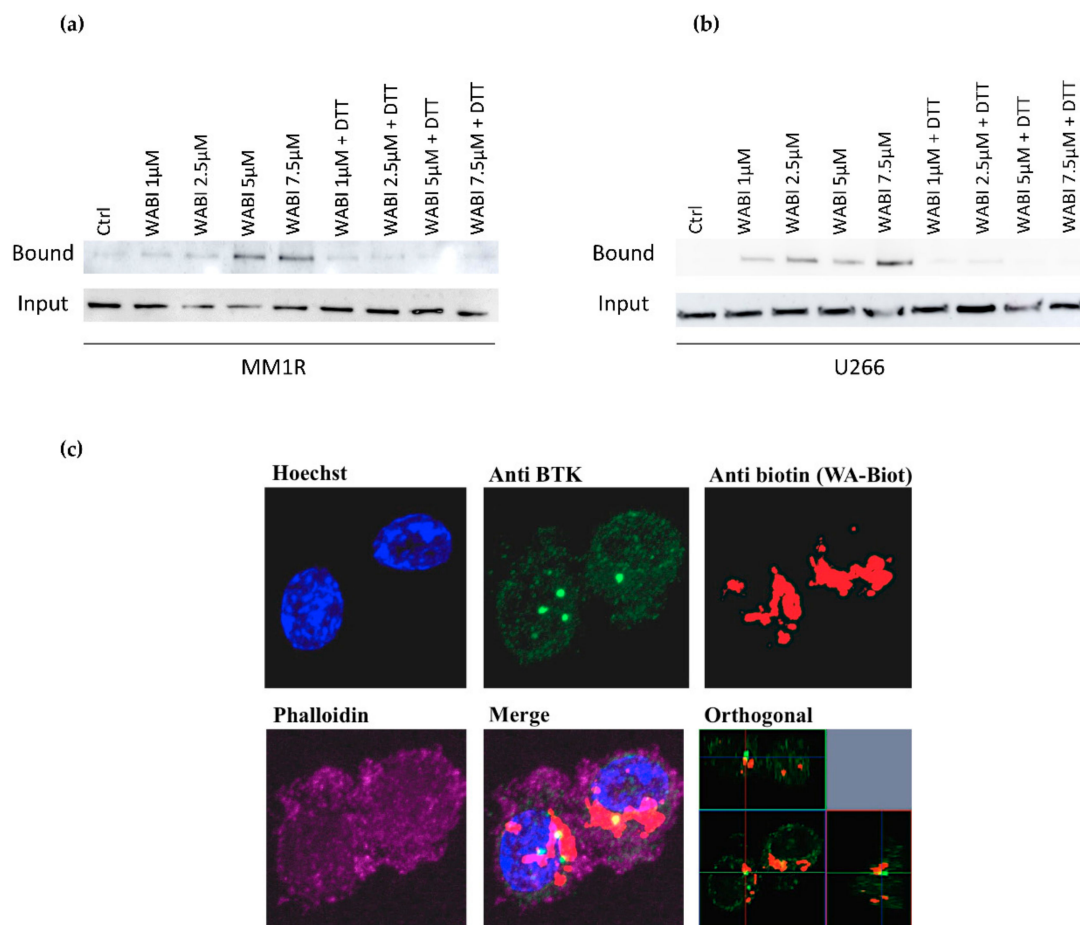 (a)
Ctrl
WABI 1µM
WABI 2.5µM
WABI 5µM
WABI 7.5µM
WABI 1µM + DTT
WABI 2.5µM + DTT
WABI 5µM + DTT
WABI 7.5µM + DTT
Bound
Input
MM1R
(b)
Ctrl
WABI 1µM
WABI 2.5µM
WABI 5µM
WABI 7.5µM
WABI 1µM + DTT
WABI 2.5µM + DTT
WABI 5µM + DTT
WABI 7.5µM + DTT
Bound
Input
U266
(c)
Hoechst
Anti BTK
Anti biotin (WA-Biot)
Phalloidin
Merge
Orthogonal